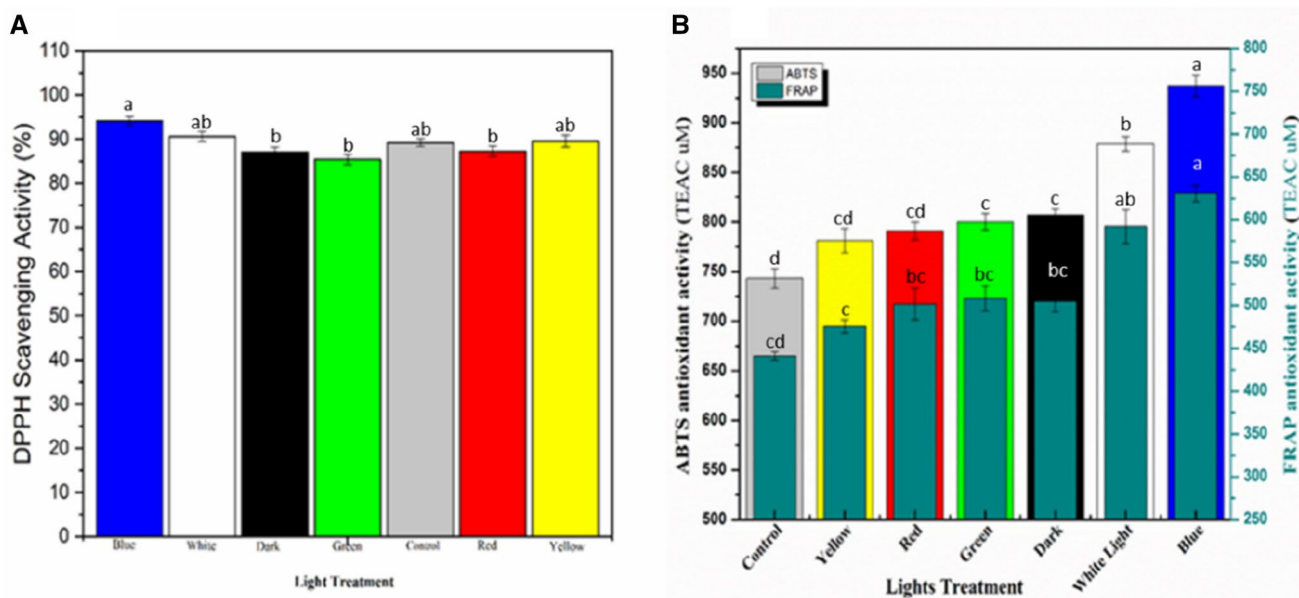 A
DPPH Scavenging Activity (%)
110
100
90
80
70
60
50
40
30
20
10
0
a
ab
b
b
ab
b
ab
Blue
White
Dark
Green
Conrol
Red
Yellow
Light Treatment
B
ABTS
FRAP
ABTS antioxidant activity (TEAC uM)
950
900
850
800
750
700
650
600
550
500
d
cd
cd
c
c
b
a
cd
c
bc
bc
bc
ab
a
800
750
700
650
600
550
500
450
400
350
300
250
FRAP antioxidant activity (TEAC uM)
Control
Yellow
Red
Green
Dark
White Light
Blue
Lights Treatment